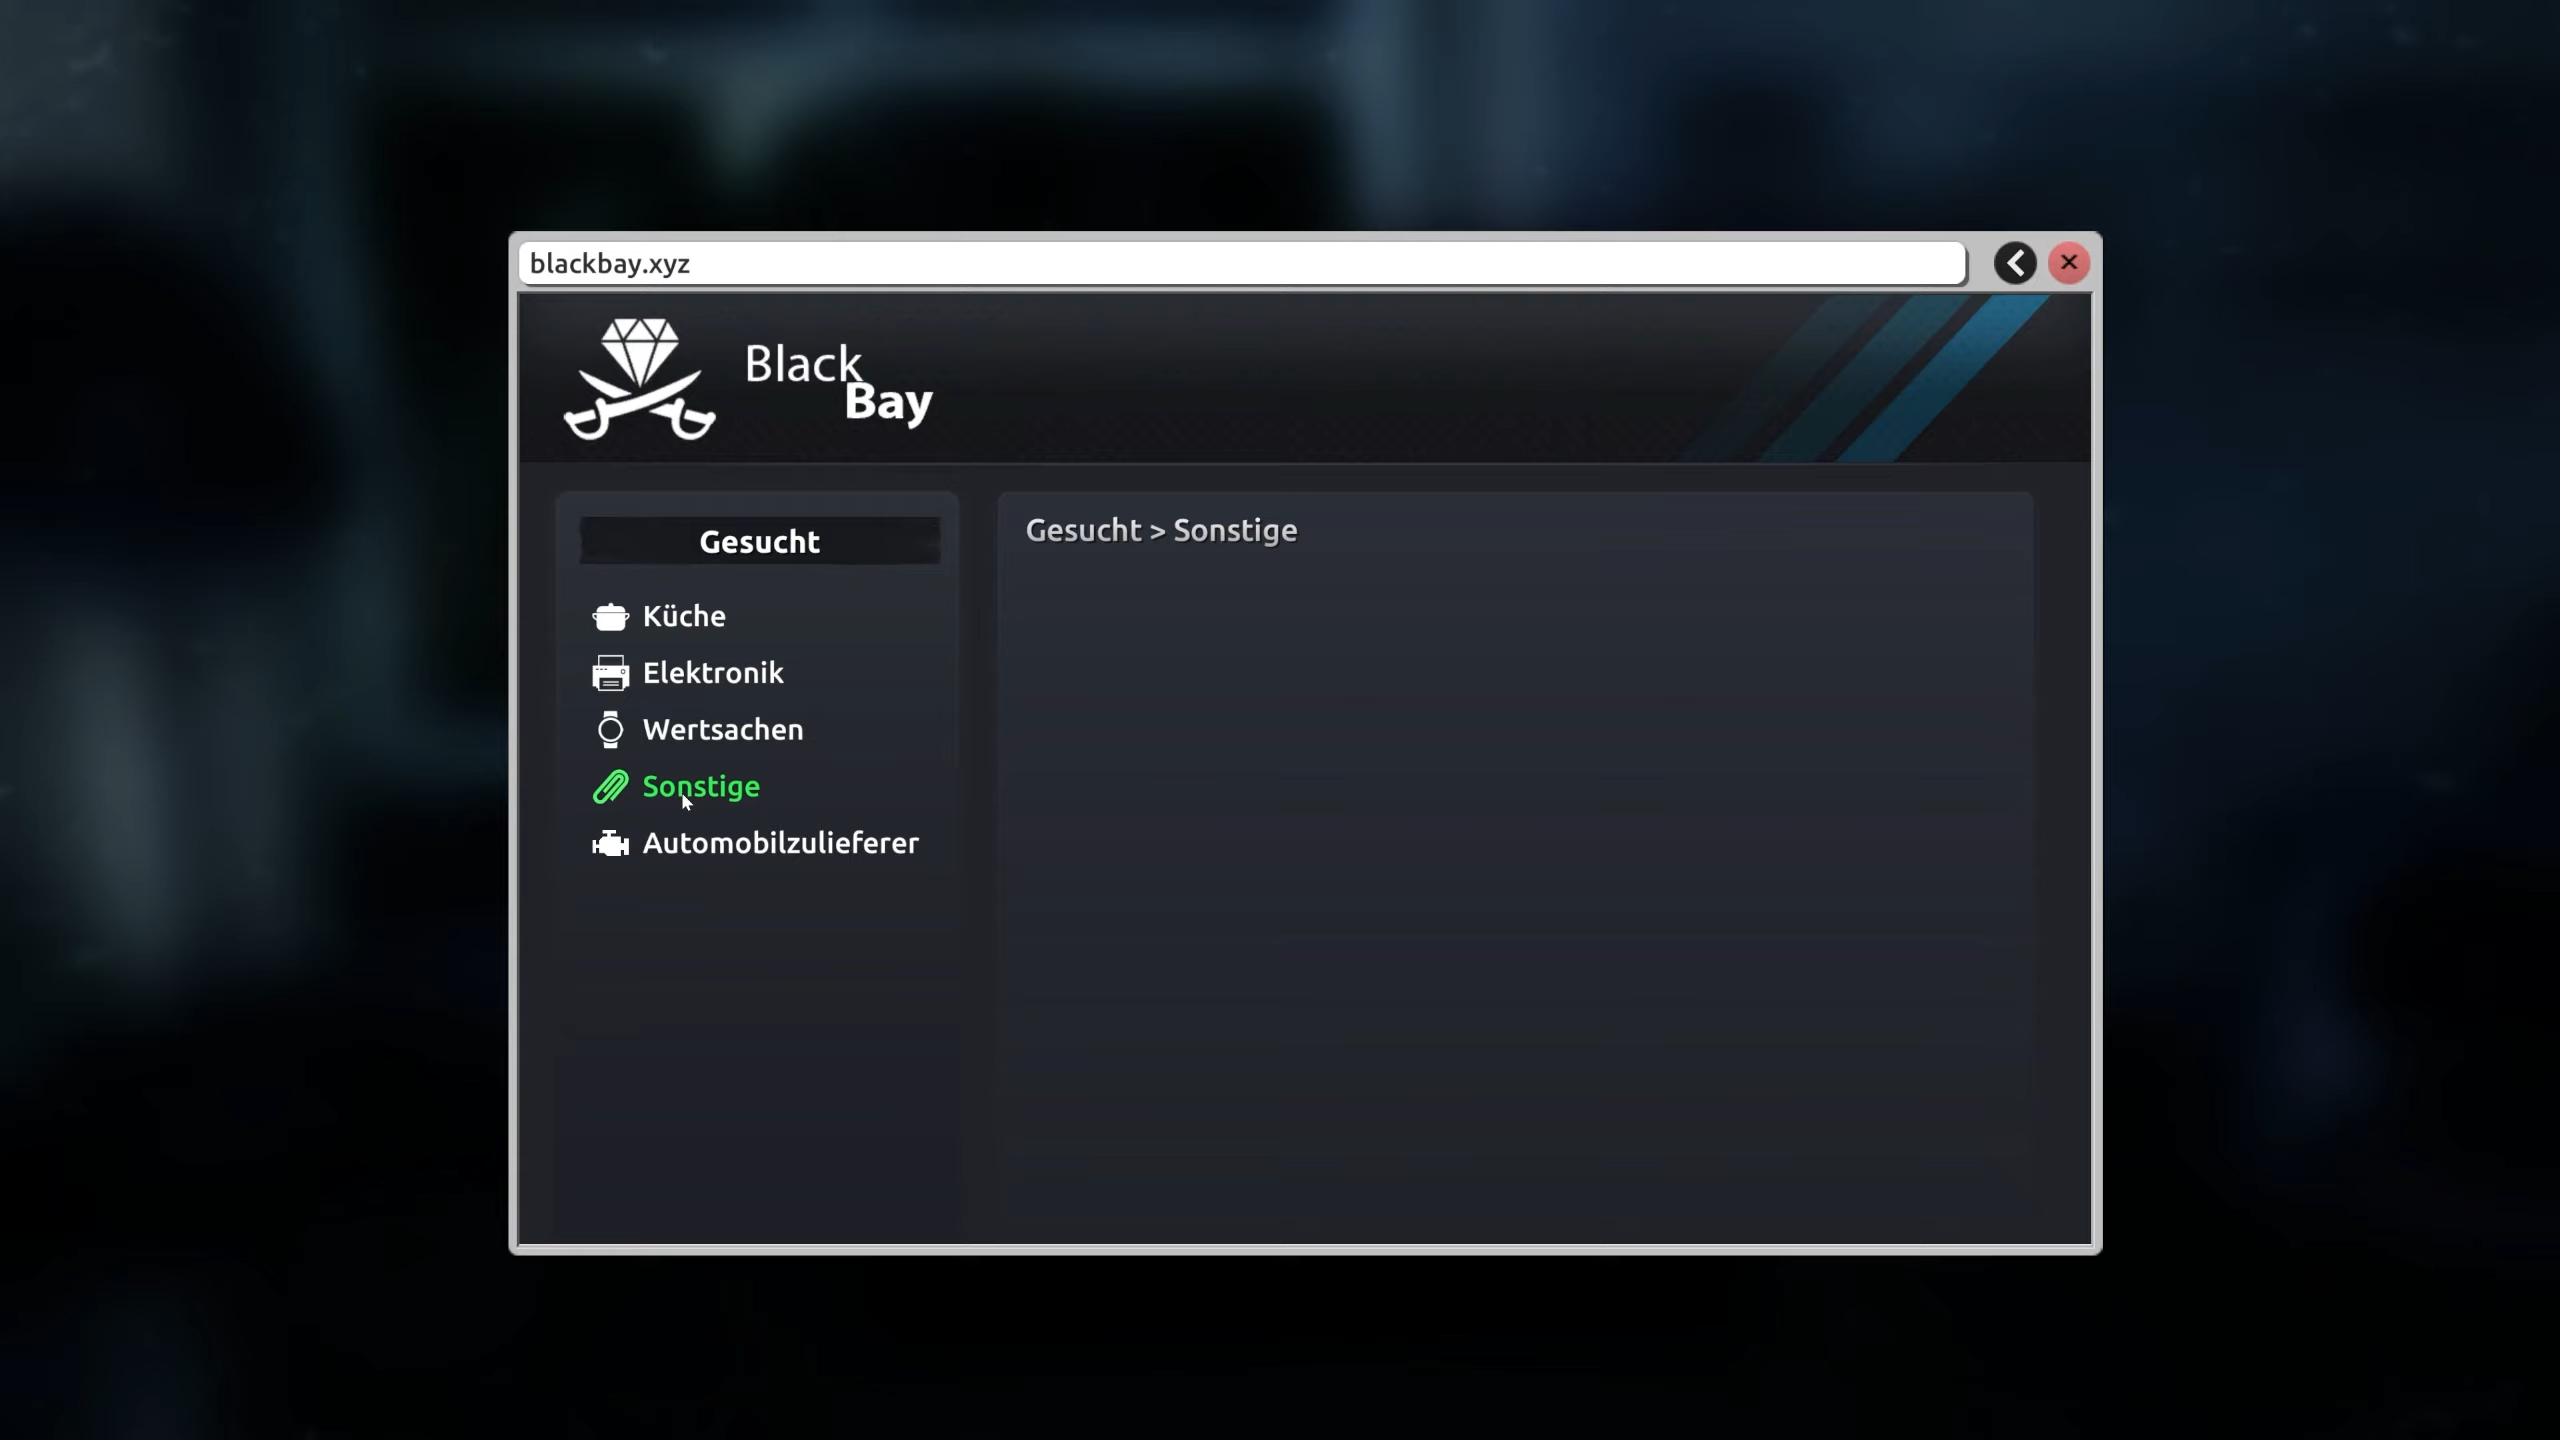 blackbay.xyz
Black
Bay
Gesucht
Gesucht > Sonstige
Küche
Elektronik
Wertsachen
Sonstige
Automobilzulieferer